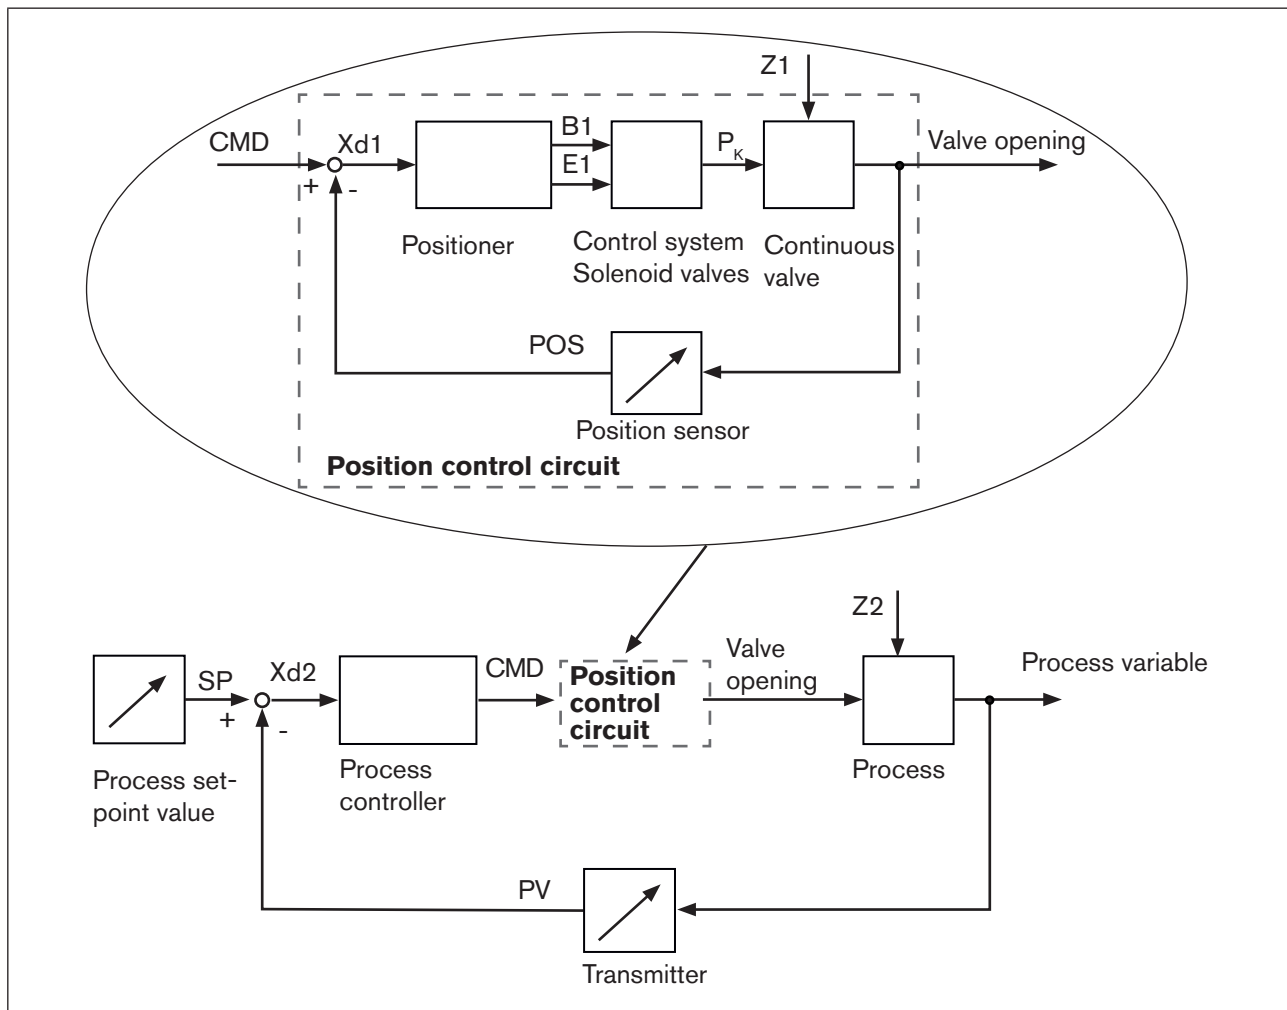 Z1
CMD
Xd1
B1
E1
P_K
Valve opening
+
-
Positioner
Control system
Solenoid valves
Continuous
valve
POS
Position sensor
Position control circuit
Z2
SP
Xd2
CMD
Position
control
circuit
Valve
opening
Process variable
+
-
Process set-
point value
Process
controller
Process
PV
Transmitter